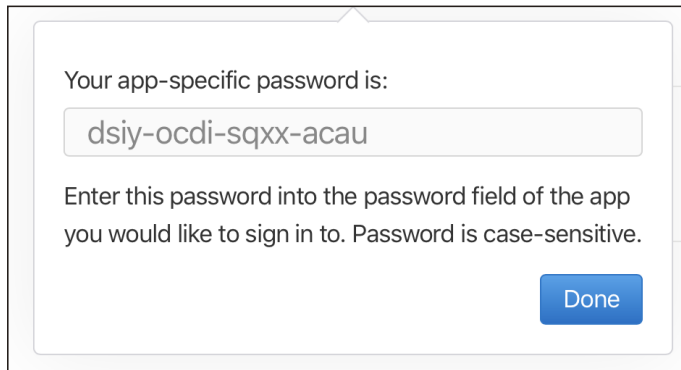 Your app-specific password is:
dsiy-ocdi-sqxx-acau
Enter this password into the password field of the app
you would like to sign in to. Password is case-sensitive.
Done